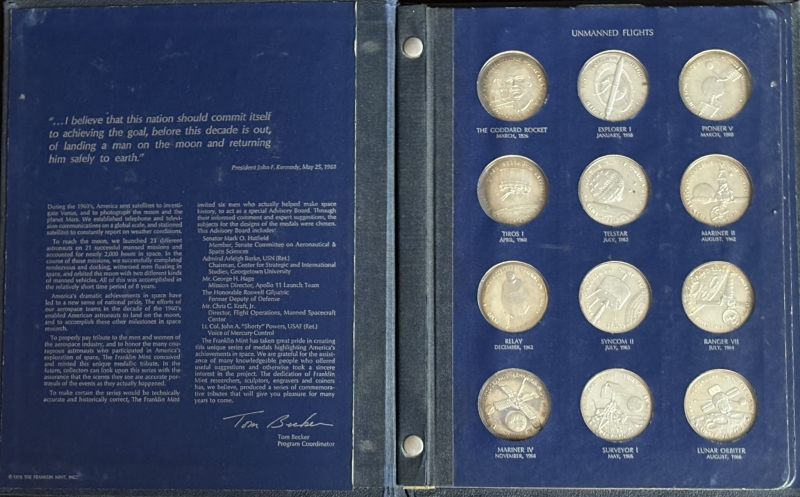 "...I believe that this nation should commit itself
to achieving the goal, before this decade is out,
of landing a man on the moon and returning
him safely to earth."
President John F. Kennedy, May 25, 1961
During the 1960's, America sent satellites to investi-
gate Venus, and to photograph the moon and the
planet Mars. We established telephone and televi-
sion communications on a global scale, and stationed
satellites to constantly report on weather conditions.
To reach the moon, we launched 23 different
astronauts on 21 successful manned missions and
accounted for nearly 2,000 hours in space. In the
course of these missions, we successfully completed
rendezvous and docking, witnessed men floating in
space, and orbited the moon with two different kinds
of manned vehicles. All of this was accomplished in
the relatively short time period of 8 years.
America's dramatic achievements in space have
led to a new sense of national pride. The efforts of
our aerospace teams in the decade of the 1960's
enabled American astronauts to land on the moon,
and to accomplish these other milestones in space
research.
To properly pay tribute to the men and women of
the aerospace industry, and to honor the many cou-
rageous astronauts who participated in America's
exploration of space, The Franklin Mint conceived
and minted this unique medallic tribute. In the
future, collectors can look upon this series with the
assurance that the scenes they see are accurate por-
trayals of the events as they actually happened.
To make certain the series would be technically
accurate and historically correct, The Franklin Mint
invited six men who actually helped make space
history, to act as a special Advisory Board. Through
their informed comment and expert suggestions, the
subjects for the designs of the medals were chosen.
This Advisory Board included:
Senator Mark O. Hatfield
Member, Senate Committee on Aeronautical &
Space Sciences
Admiral Arleigh Burke, USN (Ret.)
Chairman, Center for Strategic and International
Studies, Georgetown University
Mr. George H. Hage
Mission Director, Apollo 11 Launch Team
The Honorable Roswell Gilpatric
Former Deputy of Defense
Mr. Chris C. Kraft, Jr.
Director, Flight Operations, Manned Spacecraft
Center
Lt. Col. John A. "Shorty" Powers, USAF (Ret.)
Voice of Mercury Control
The Franklin Mint has taken great pride in creating
this unique series of medals highlighting America's
achievements in space. We are grateful for the assist-
ance of many knowledgeable people who offered
useful suggestions and otherwise took a sincere
interest in the project. The dedication of Franklin
Mint researchers, sculptors, engravers and coiners
has, we believe, produced a series of commemora-
tive tributes that will give you pleasure for many
years to come.
Tom Becker
Tom Becker
Program Coordinator
© 1970 THE FRANKLIN MINT, INC.
UNMANNED FLIGHTS
THE GODDARD ROCKET
MARCH, 1926
EXPLORER I
JANUARY, 1958
PIONEER V
MARCH, 1960
TIROS I
APRIL, 1960
TELSTAR
JULY, 1962
MARINER II
AUGUST, 1962
RELAY
DECEMBER, 1962
SYNCOM II
JULY, 1963
RANGER VII
JULY, 1964
MARINER IV
NOVEMBER, 1964
SURVEYOR I
MAY, 1966
LUNAR ORBITER
AUGUST, 1966